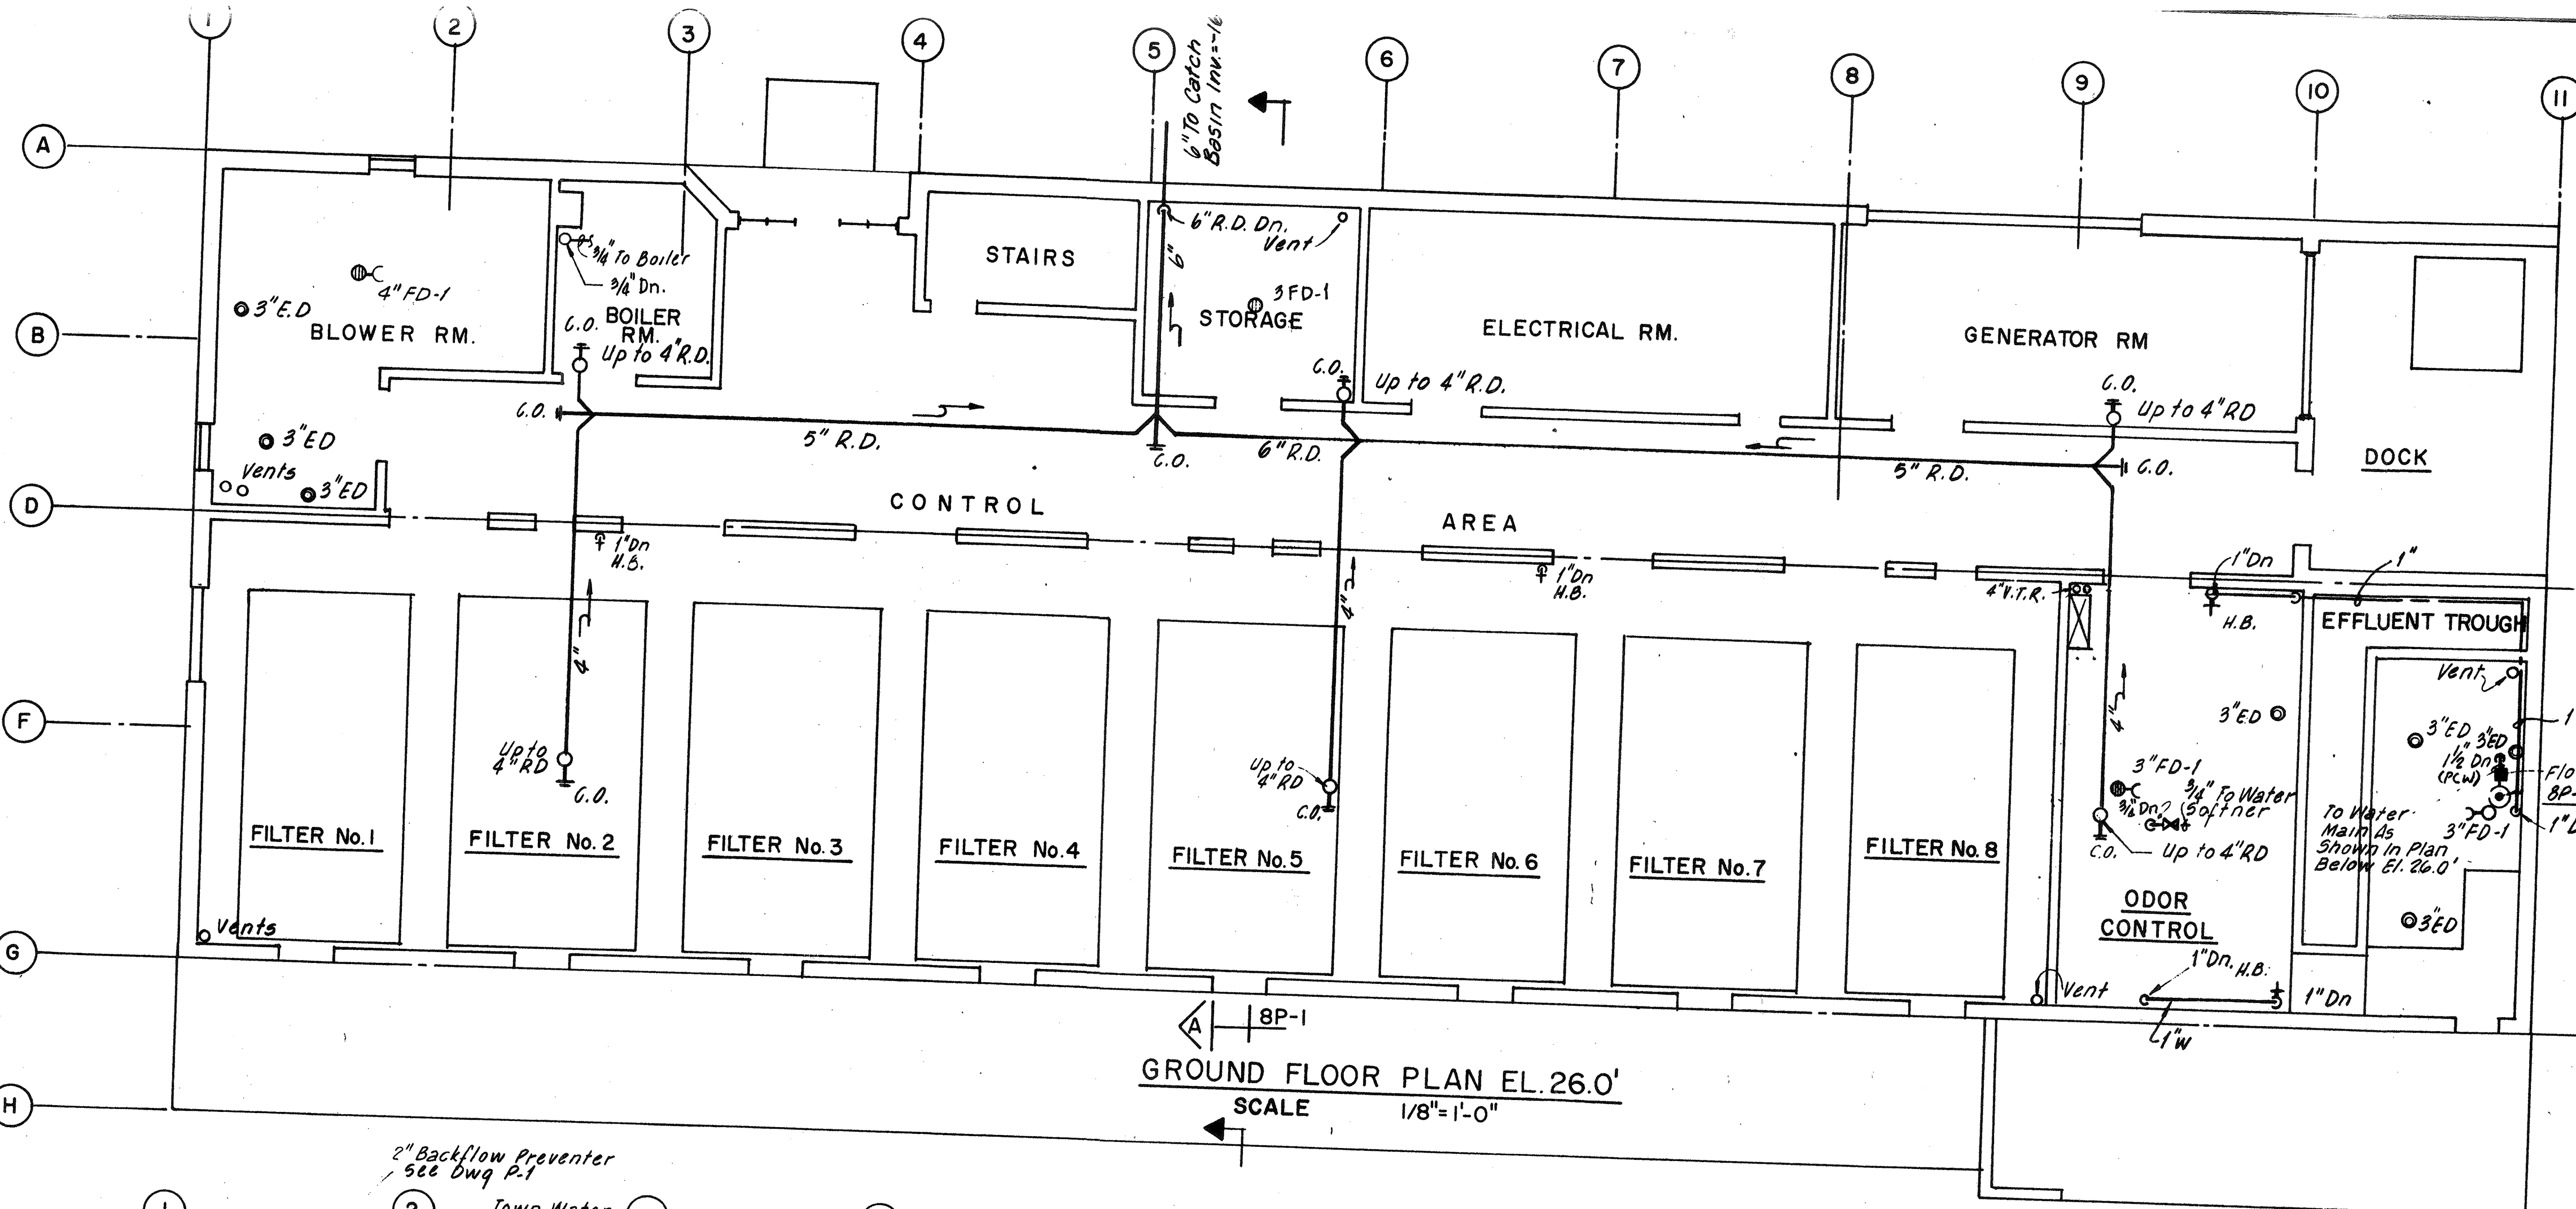 1
2
3
4
5
6
7
8
9
10
11
A
B
D
F
G
H
6" To Catch
Basin Inv.=-16
6" R.D. Dn.
Vent
6"
3/4" To Boiler
3/4" Dn.
4" FD-1
3" E.D
BLOWER RM.
C.O.
BOILER
RM.
Up to 4" R.D.
STAIRS
3 FD-1
STORAGE
C.O.
Up to 4" R.D.
ELECTRICAL RM.
GENERATOR RM
C.O.
Up to 4" RD
C.O.
5" R.D.
C.O.
6" R.D.
5" R.D.
C.O.
DOCK
3" ED
Vents
3" ED
CONTROL
AREA
1" Dn
H.B.
1" Dn
H.B.
4" V.T.R.
1" Dn
H.B.
1"
EFFLUENT TROUGH
4"
4"
4"
Vent
1
3" ED
3" ED
3" ED
1 1/2" Dn
(PCW)
Flo
8P-
1" D
3" FD-1
Up to
4" RD
C.O.
Up to
4" RD
C.O.
3" FD-1
3/4" Dn
3/4" To Water
Softner
C.O.
Up to 4" RD
To Water
Main As
Shown In Plan
Below El. 26.0'
3" ED
FILTER No.1
FILTER No. 2
FILTER No. 3
FILTER No. 4
FILTER No. 5
FILTER No. 6
FILTER No. 7
FILTER No. 8
ODOR
CONTROL
Vents
Vent
1" Dn.
H.B.
1" W
1" Dn
A
8P-1
GROUND FLOOR PLAN EL. 26.0'
SCALE 1/8"=1'-0"
2" Backflow Preventer
See Dwg P-1
1
2
Town Water